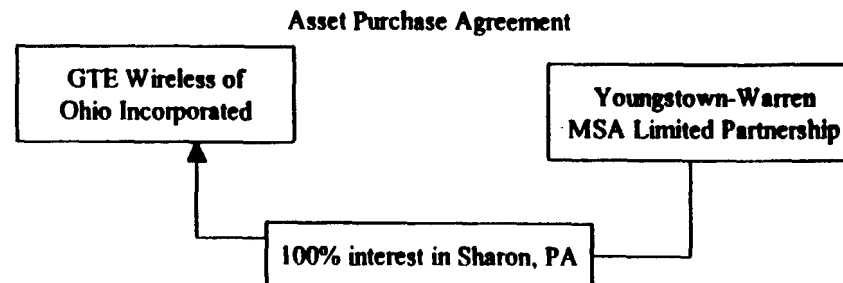 Asset Purchase Agreement
GTE Wireless of
Ohio Incorporated
Youngstown-Warren
MSA Limited Partnership
100% interest in Sharon, PA